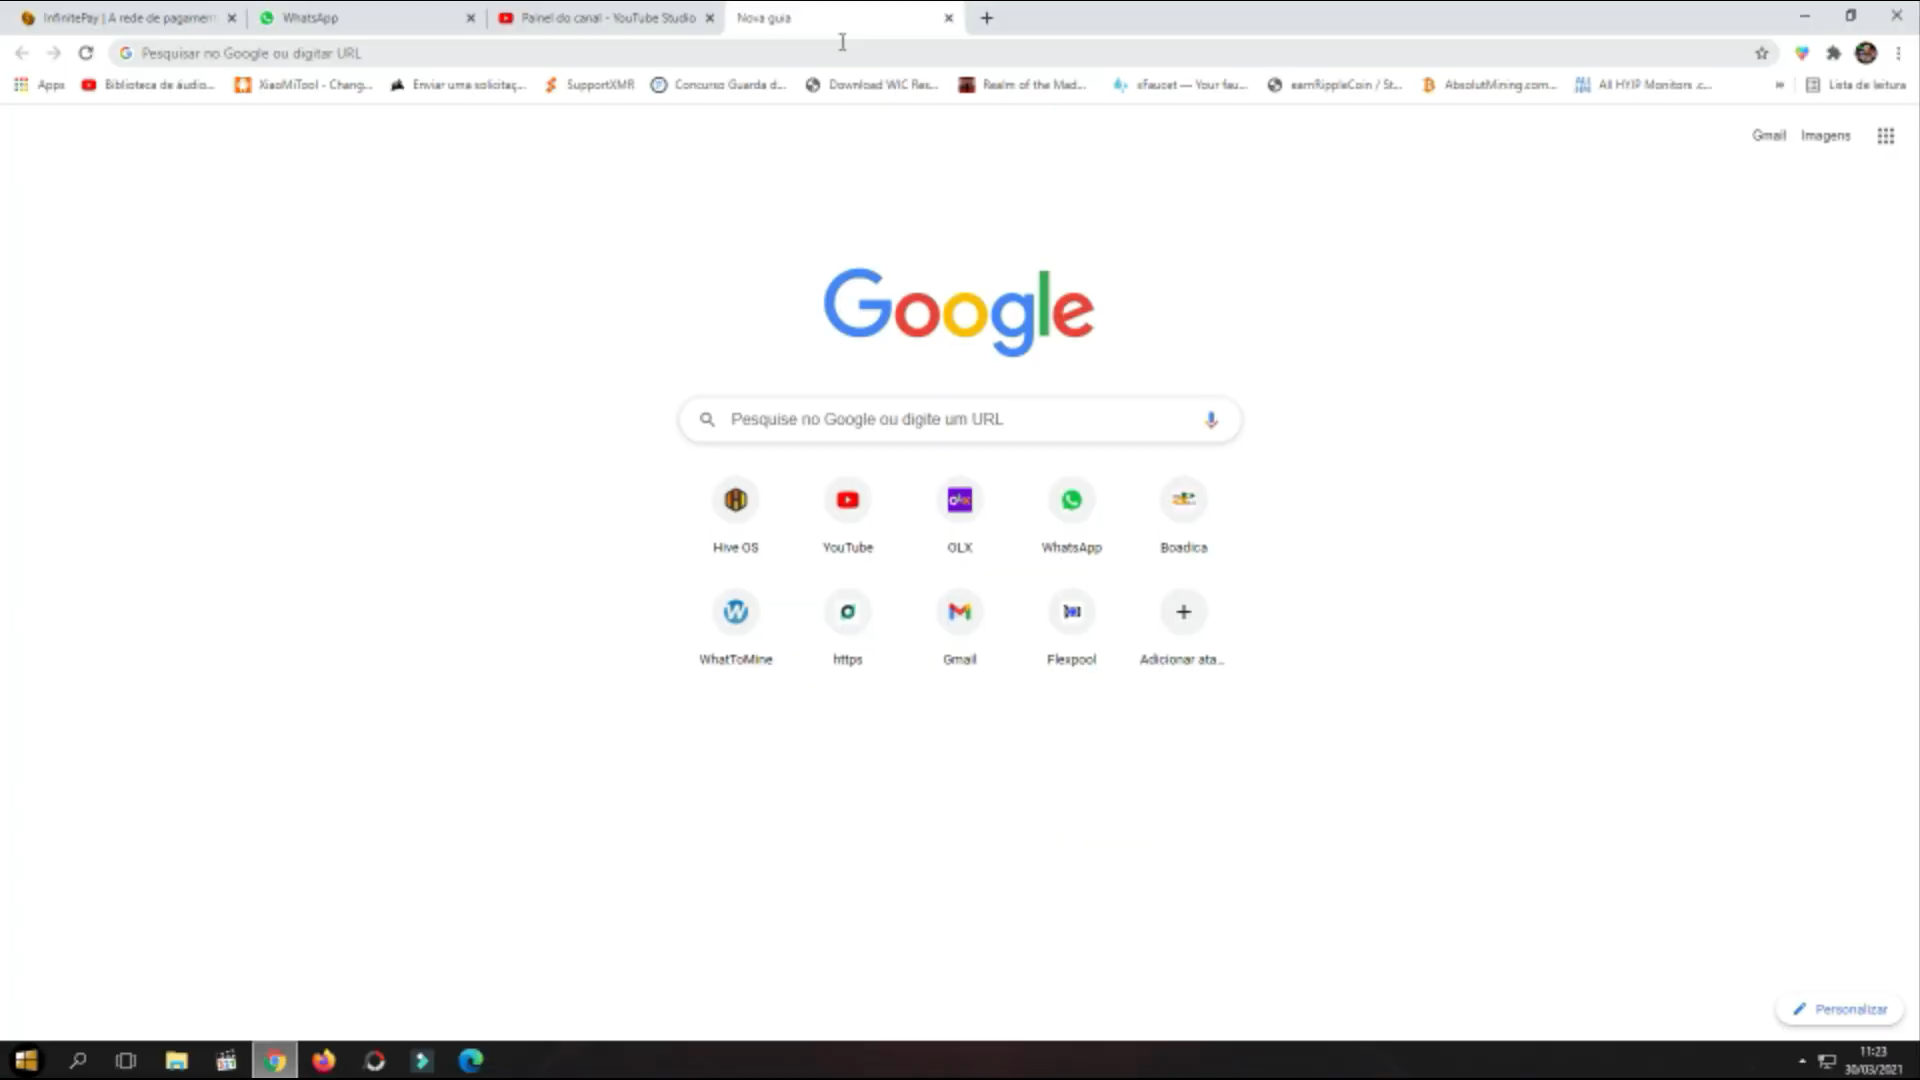 InfinitePay | A rede de pagamen
WhatsApp
Painel do canal - YouTube Studio
Nova guia
Pesquisar no Google ou digitar URL
Apps
Biblioteca de áudio...
XiaoMiTool - Chang...
Enviar uma solicitaç...
SupportXMR
Concurso Guarda d...
Download WIC Res...
Realm of the Mad...
xFaucet — Your fau...
earnRippleCoin / St...
AbsolutMining.com...
All HYIP Monitors .c...
»
Lista de leitura
Gmail
Imagens
Google
Pesquise no Google ou digite um URL
Hive OS
YouTube
OLX
WhatsApp
Boadica
WhatToMine
https
Gmail
Flexpool
Adicionar ata...
Personalizar
11:23
30/03/2021